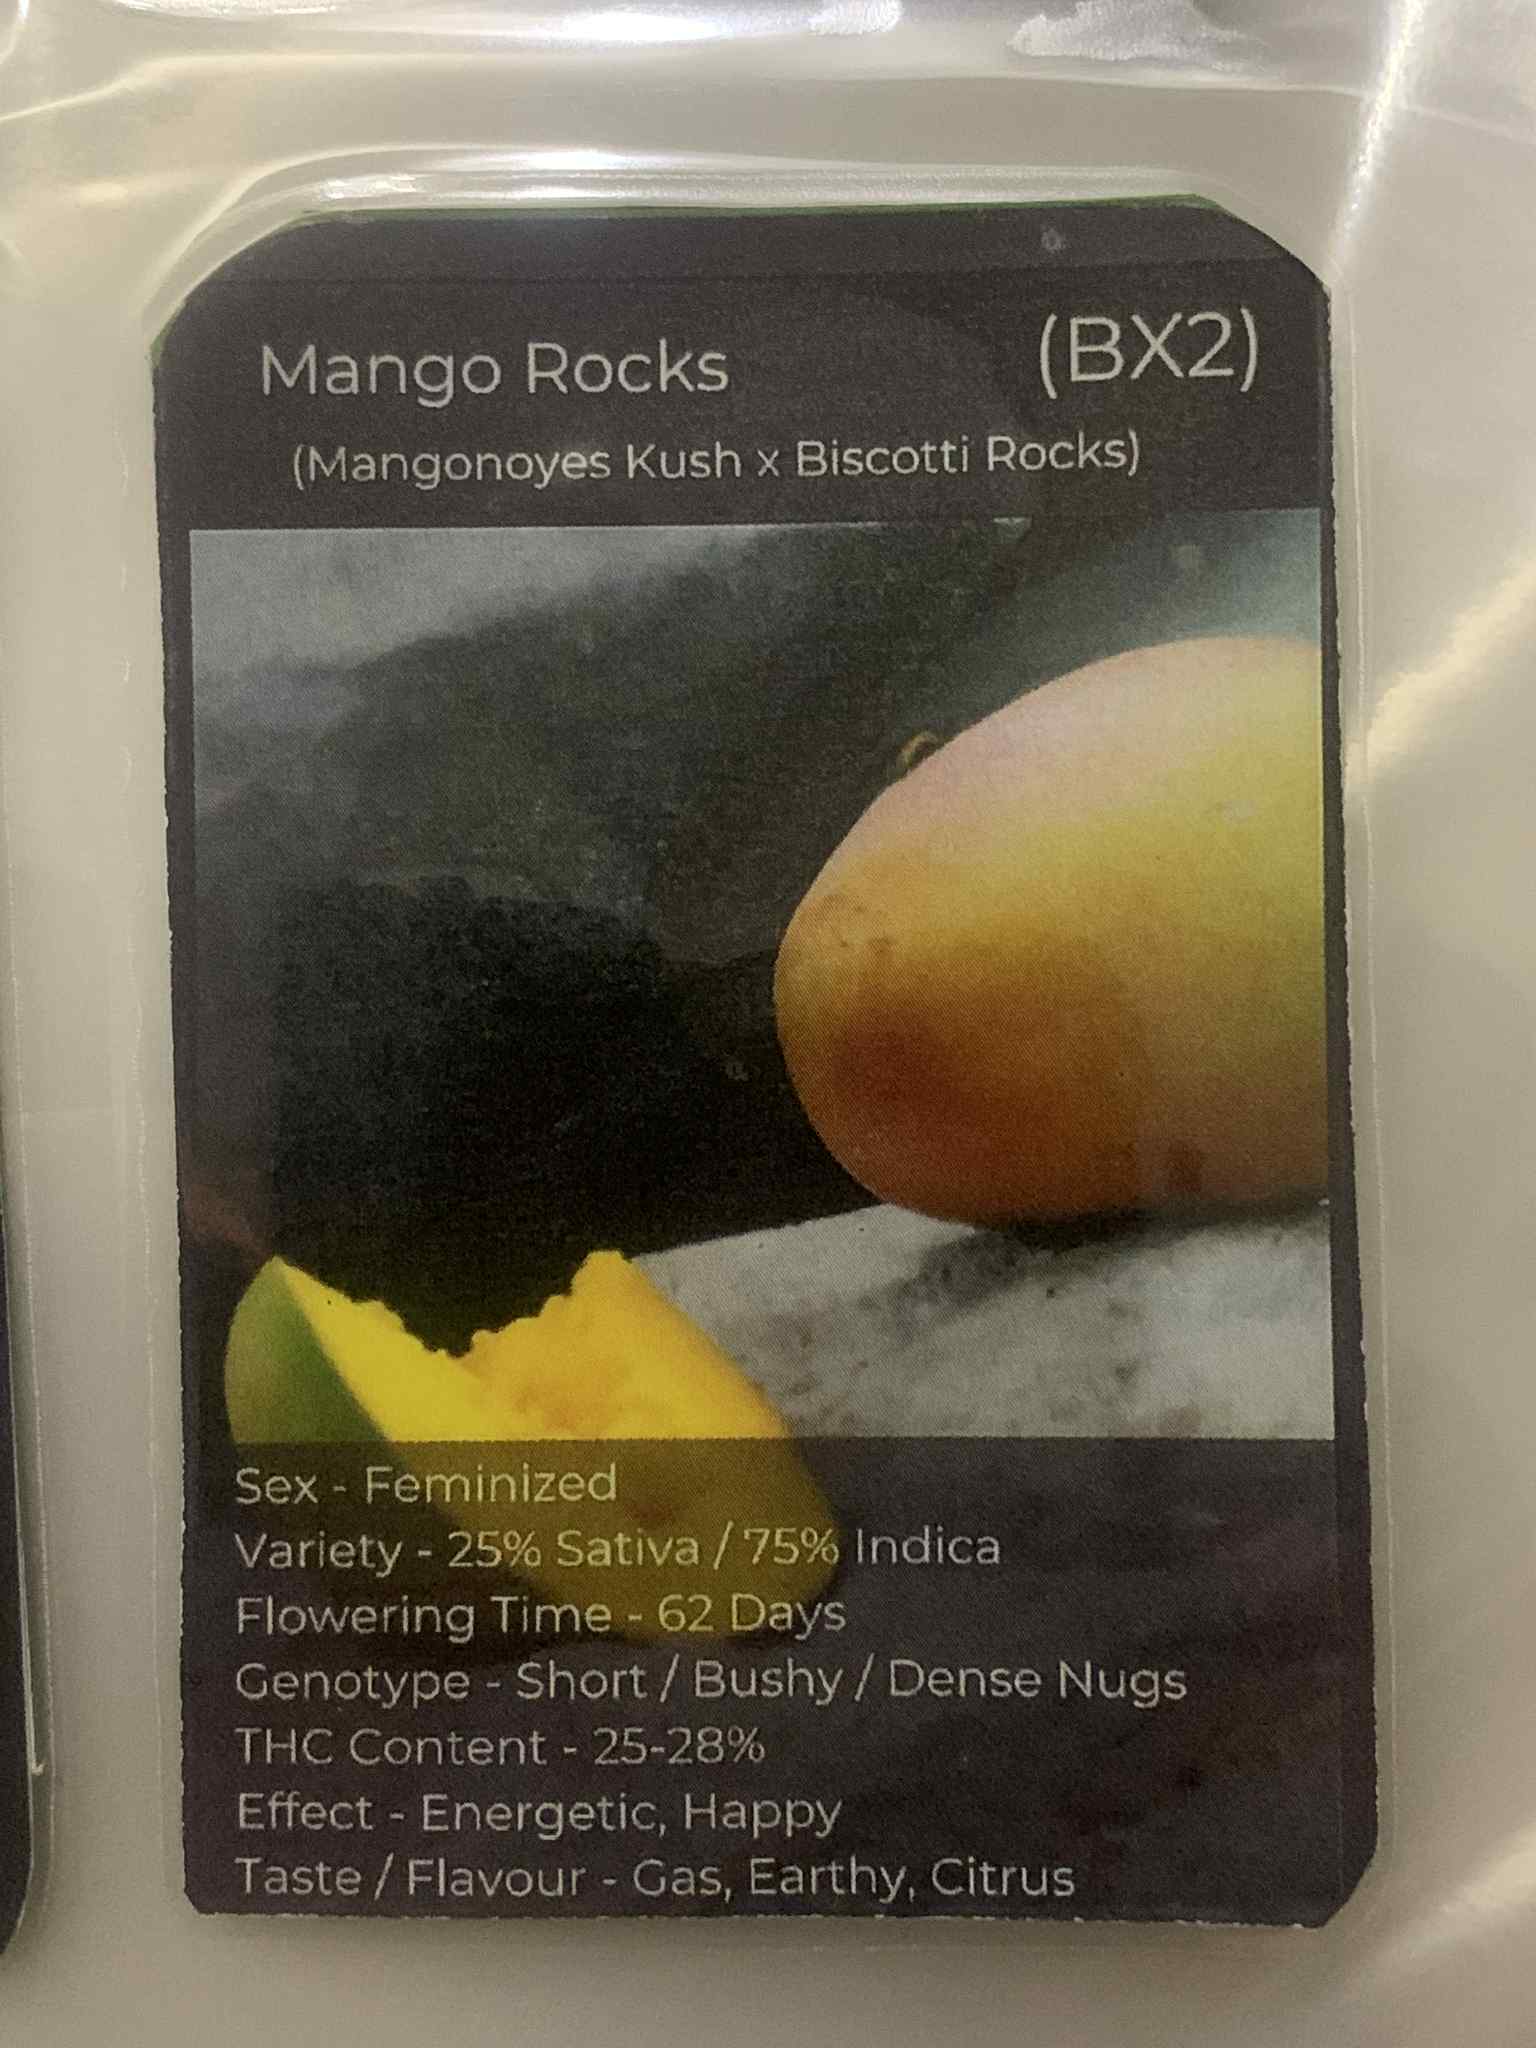 Mango Rocks (BX2)
(Mangonoyes Kush x Biscotti Rocks)
Sex - Feminized
Variety - 25% Sativa / 75% Indica
Flowering Time - 62 Days
Genotype - Short / Bushy / Dense Nugs
THC Content - 25-28%
Effect - Energetic, Happy
Taste / Flavour - Gas, Earthy, Citrus